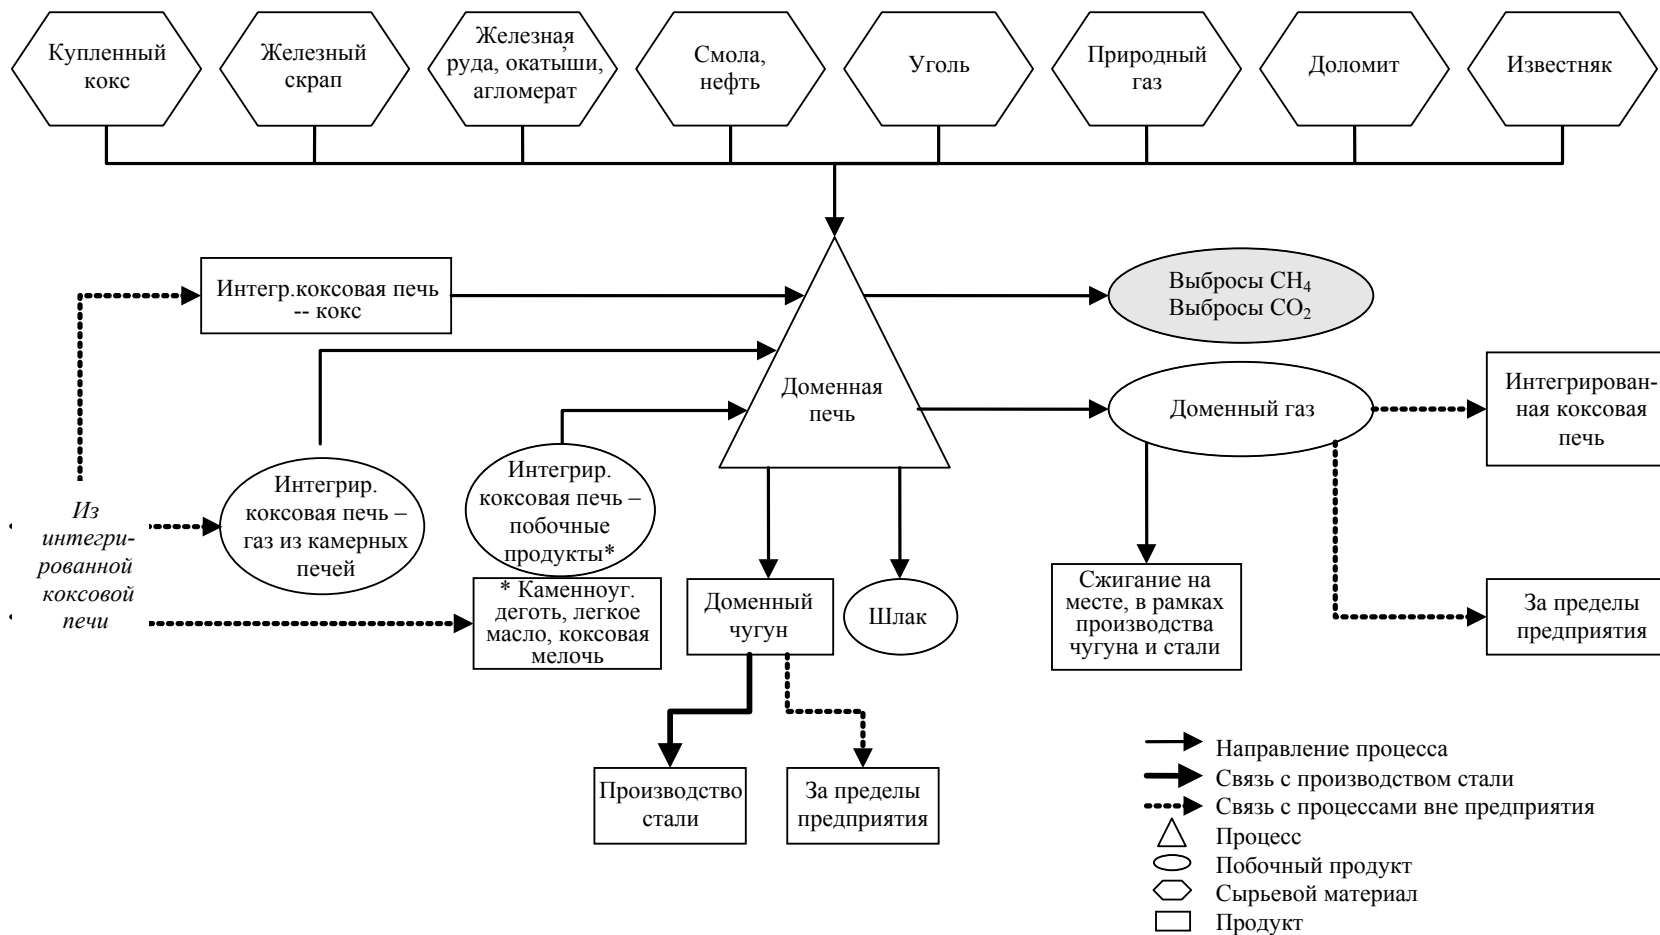 Купленный
кокс
Железный
скрап
Железная
руда, окатыши,
агломерат
Смола,
нефть
Уголь
Природный
газ
Доломит
Известняк
Интегр.коксовая печь
-- кокс
Выбросы CH₄
Выбросы CO₂
Доменная
печь
Доменный газ
Интегрирован-
ная коксовая
печь
Из
интегри-
рованной
коксовой
печи
Интегрир.
коксовая печь –
газ из камерных
печей
Интегрир.
коксовая печь –
побочные
продукты*
* Каменноуг.
деготь, легкое
масло, коксовая
мелочь
Доменный
чугун
Шлак
Сжигание на
месте, в рамках
производства
чугуна и стали
За пределы
предприятия
Производство
стали
За пределы
предприятия
Направление процесса
Связь с производством стали
Связь с процессами вне предприятия
Процесс
Побочный продукт
Сырьевой материал
Продукт